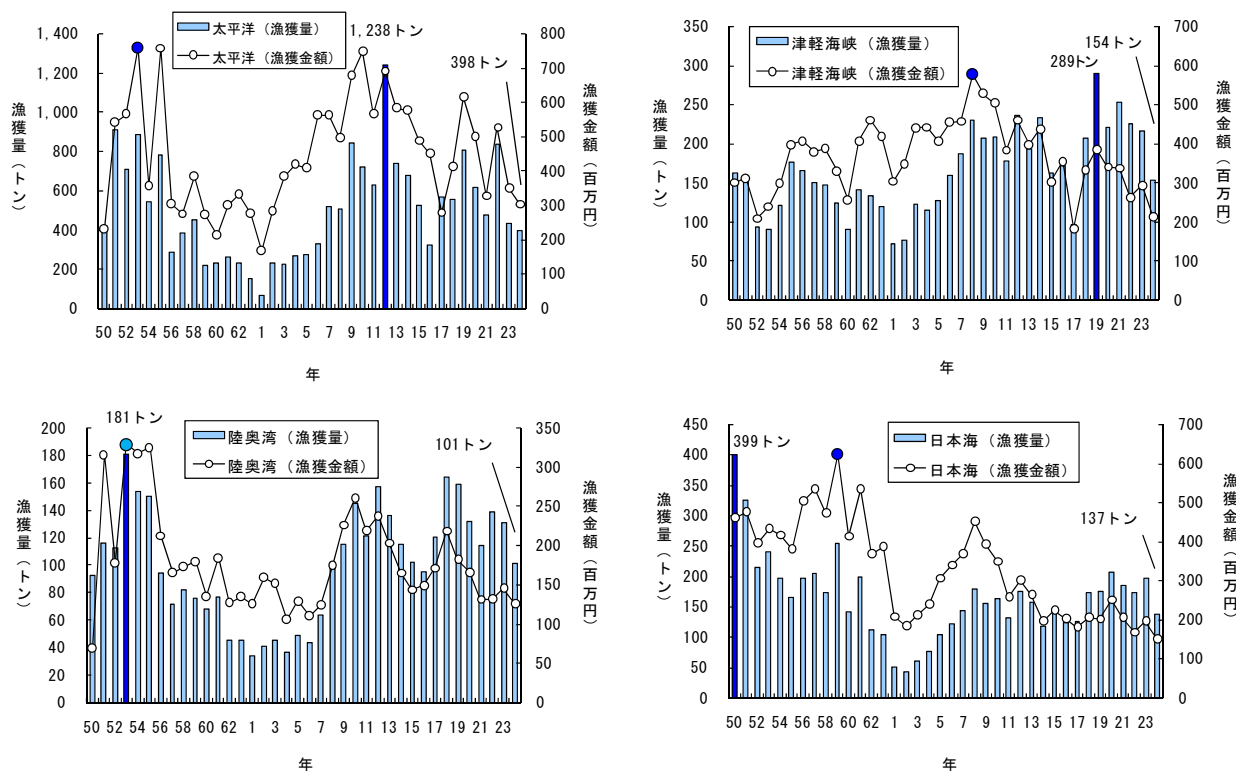 1,238トン
太平洋（漁獲量）
太平洋（漁獲金額）
398トン
漁獲量（トン）
1,400
1,200
1,000
800
600
400
200
0
漁獲金額（百万円）
800
700
600
500
400
300
200
100
0
50 52 54 56 58 60 62 1 3 5 7 9 11 13 15 17 19 21 23
年
津軽海峡（漁獲量）
津軽海峡（漁獲金額）
154トン
289トン
漁獲量（トン）
350
300
250
200
150
100
50
0
漁獲金額（百万円）
700
600
500
400
300
200
100
0
50 52 54 56 58 60 62 1 3 5 7 9 11 13 15 17 19 21 23
年
181トン
陸奥湾（漁獲量）
陸奥湾（漁獲金額）
101トン
漁獲量（トン）
200
180
160
140
120
100
80
60
40
20
0
漁獲金額（百万円）
350
300
250
200
150
100
50
0
50 52 54 56 58 60 62 1 3 5 7 9 11 13 15 17 19 21 23
年
399トン
日本海（漁獲量）
日本海（漁獲金額）
137トン
漁獲量（トン）
450
400
350
300
250
200
150
100
50
0
漁獲金額（百万円）
700
600
500
400
300
200
100
0
50 52 54 56 58 60 62 1 3 5 7 9 11 13 15 17 19 21 23
年